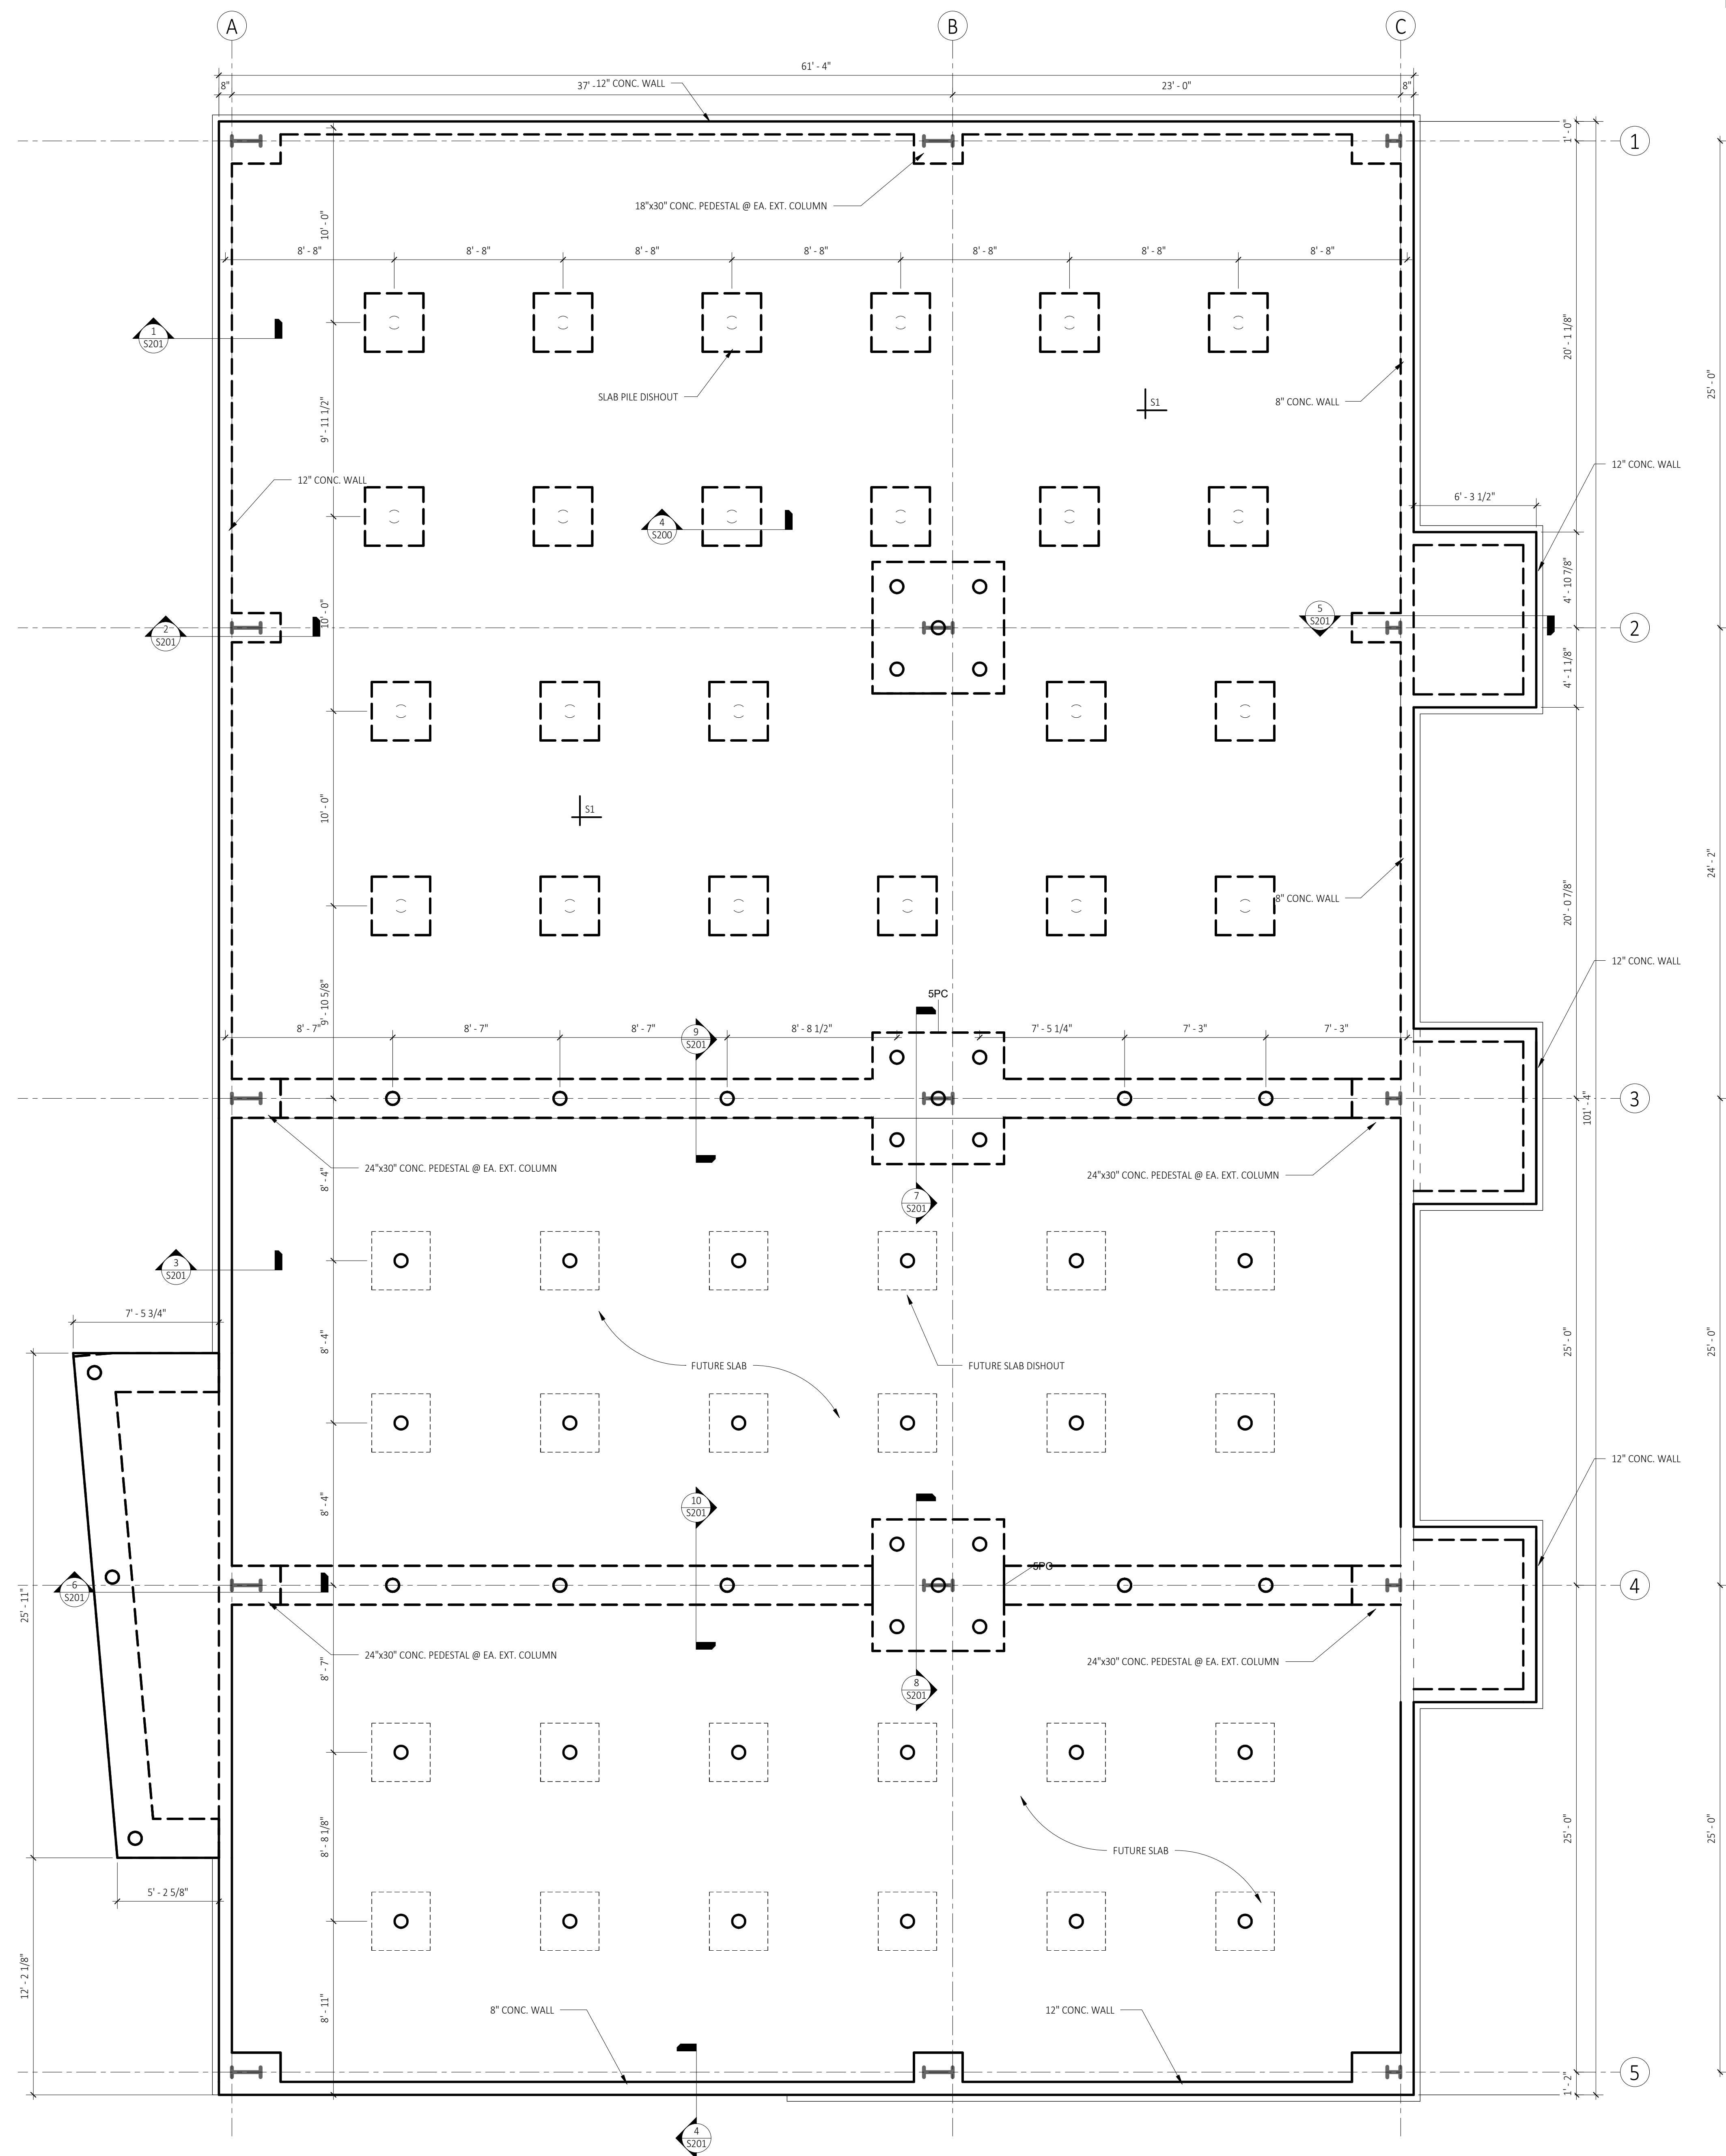 A
B
C
61' - 4"
8"
37' -
12" CONC. WALL
23' - 0"
8"
1' - 0"
1
18"x30" CONC. PEDESTAL @ EA. EXT. COLUMN
10' - 0"
8' - 8"
8' - 8"
8' - 8"
8' - 8"
8' - 8"
8' - 8"
8' - 8"
1
S201
20' - 1 1/8"
25' - 0"
SLAB PILE DISHOUT
S1
8" CONC. WALL
9' - 11 1/2"
12" CONC. WALL
12" CONC. WALL
6' - 3 1/2"
4
S200
4' - 10 7/8"
10' - 0"
2
S201
5
S201
2
4' - 1 1/8"
10' - 0"
S1
24' - 2"
8" CONC. WALL
20' - 0 7/8"
12" CONC. WALL
5PC
9' - 10 5/8"
8' - 7"
8' - 7"
8' - 7"
8' - 8 1/2"
7' - 5 1/4"
7' - 3"
7' - 3"
9
S201
3
101' - 4"
24"x30" CONC. PEDESTAL @ EA. EXT. COLUMN
24"x30" CONC. PEDESTAL @ EA. EXT. COLUMN
8' - 4"
7
S201
3
S201
7' - 5 3/4"
8' - 4"
25' - 0"
25' - 0"
FUTURE SLAB
FUTURE SLAB DISHOUT
12" CONC. WALL
8' - 4"
10
S201
5PC
6
S201
4
25' - 11"
24"x30" CONC. PEDESTAL @ EA. EXT. COLUMN
24"x30" CONC. PEDESTAL @ EA. EXT. COLUMN
8' - 7"
8
S201
8' - 8 1/8"
25' - 0"
25' - 0"
FUTURE SLAB
5' - 2 5/8"
12' - 2 1/8"
8' - 11"
8" CONC. WALL
12" CONC. WALL
5
1' - 2"
4
S201